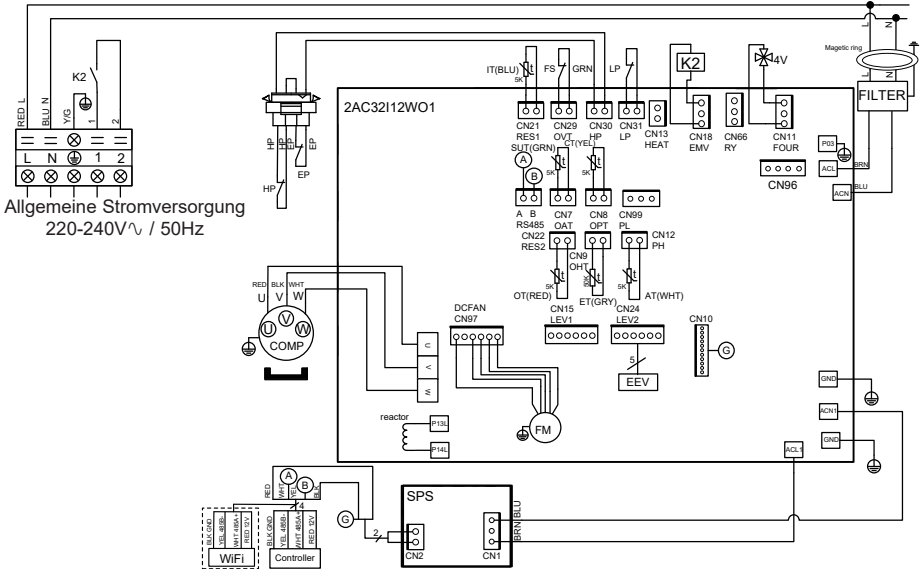 L
N
Magetic ring
L
N
FILTER
RED L
BLU N
Y/G
K2
1
2
L N 1 2
Allgemeine Stromversorgung
220-240V∿ / 50Hz
HP
HP
EP
EP
HP
EP
IT(BLU)
5K
FS
GRN
LP
K2
4V
2AC32I12WO1
CN21
RES1
SUT(GRN)
CN29
OVT
CN30
HP
CN31
LP
CN13
HEAT
CN18
EMV
CN66
RY
CN11
FOUR
P03
ACL
BRN
ACN
BLU
CN96
CT(YEL)
A
B
5K
5K
A B
RS485
CN7
OAT
CN8
OPT
CN99
PL
CN22
RES2
CN9
OHT
CN12
PH
5K
50K
5K
OT(RED)
ET(GRY)
AT(WHT)
CN15
LEV1
CN24
LEV2
CN10
G
5
EEV
RED BLK WHT
U V W
U V W
COMP
U
V
W
DCFAN
CN97
FM
reactor
P13L
P14L
GND
ACN1
GND
ACL1
RED
WHT
YEL
BLK
A
B
4
G
2
BLK GND
YEL 485B-
WHT 485A+
RED 12V
WiFi
BLK GND
YEL 485B-
WHT 485A+
RED 12V
Controller
SPS
CN2
CN1
BLU
BRN